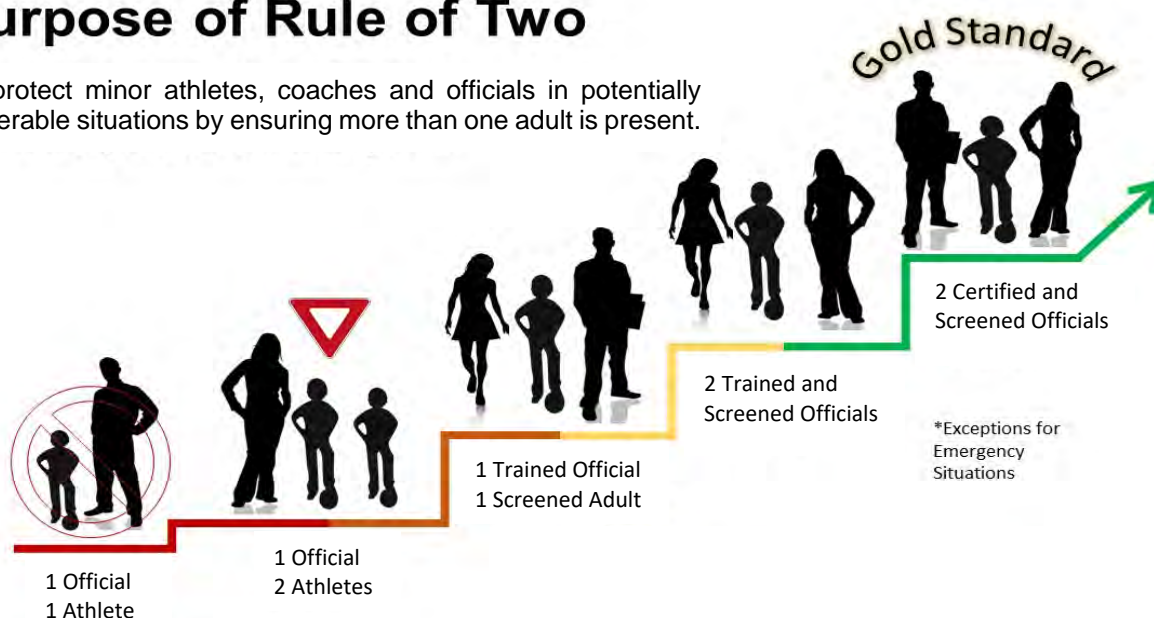 urpose of Rule of Two
protect minor athletes, coaches and officials in potentially
erable situations by ensuring more than one adult is present.
Gold Standard
2 Certified and
Screened Officials
2 Trained and
Screened Officials
*Exceptions for
Emergency
Situations
1 Trained Official
1 Screened Adult
1 Official
2 Athletes
1 Official
1 Athlete